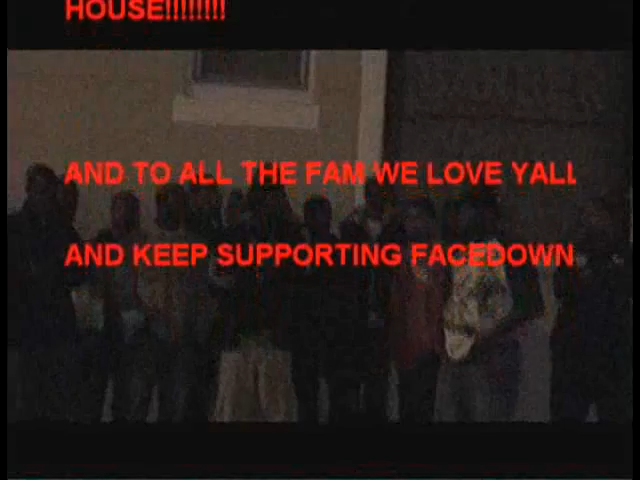 HOUSE!!!!!!!!
AND TO ALL THE FAM WE LOVE YALL
AND KEEP SUPPORTING FACEDOWN